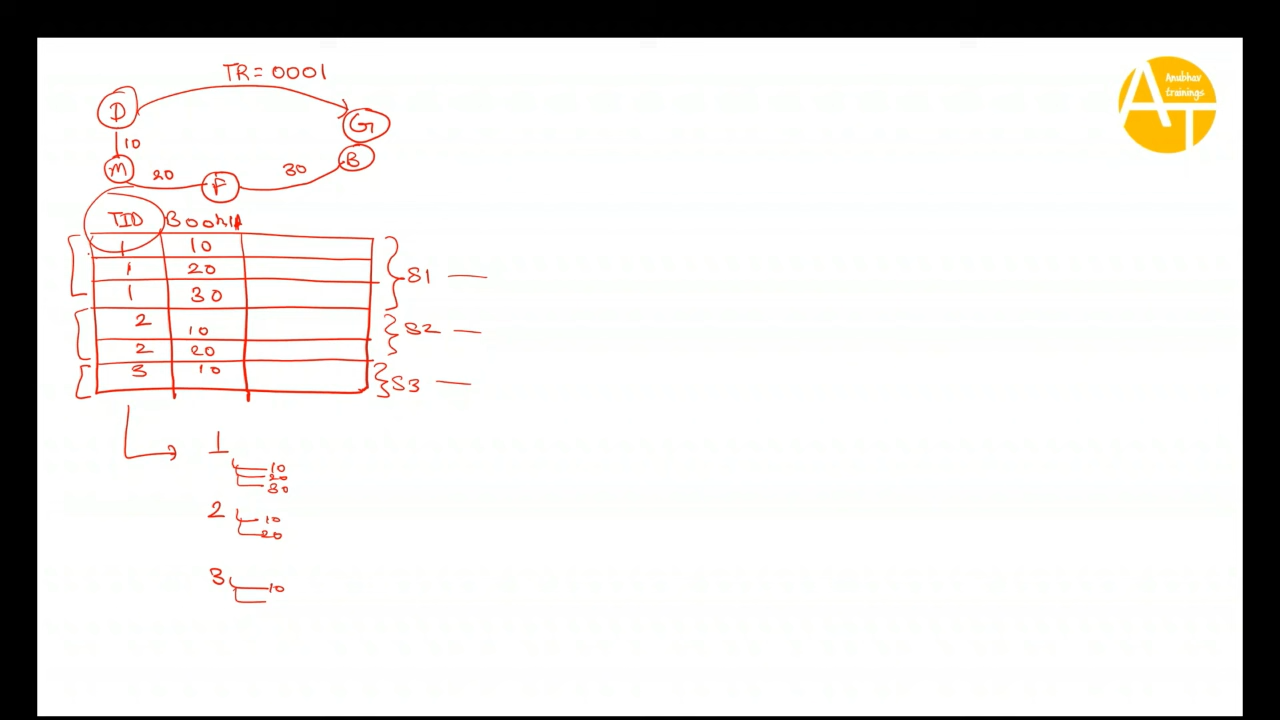 TR = 0001
D
G
10
M
20
F
30
B
TID
1 10
1 20
1 30
S1
2 10
2 20
S2
3 10
S3
1
10
20
30
2
10
20
3
10
AT
Anubhav
trainings